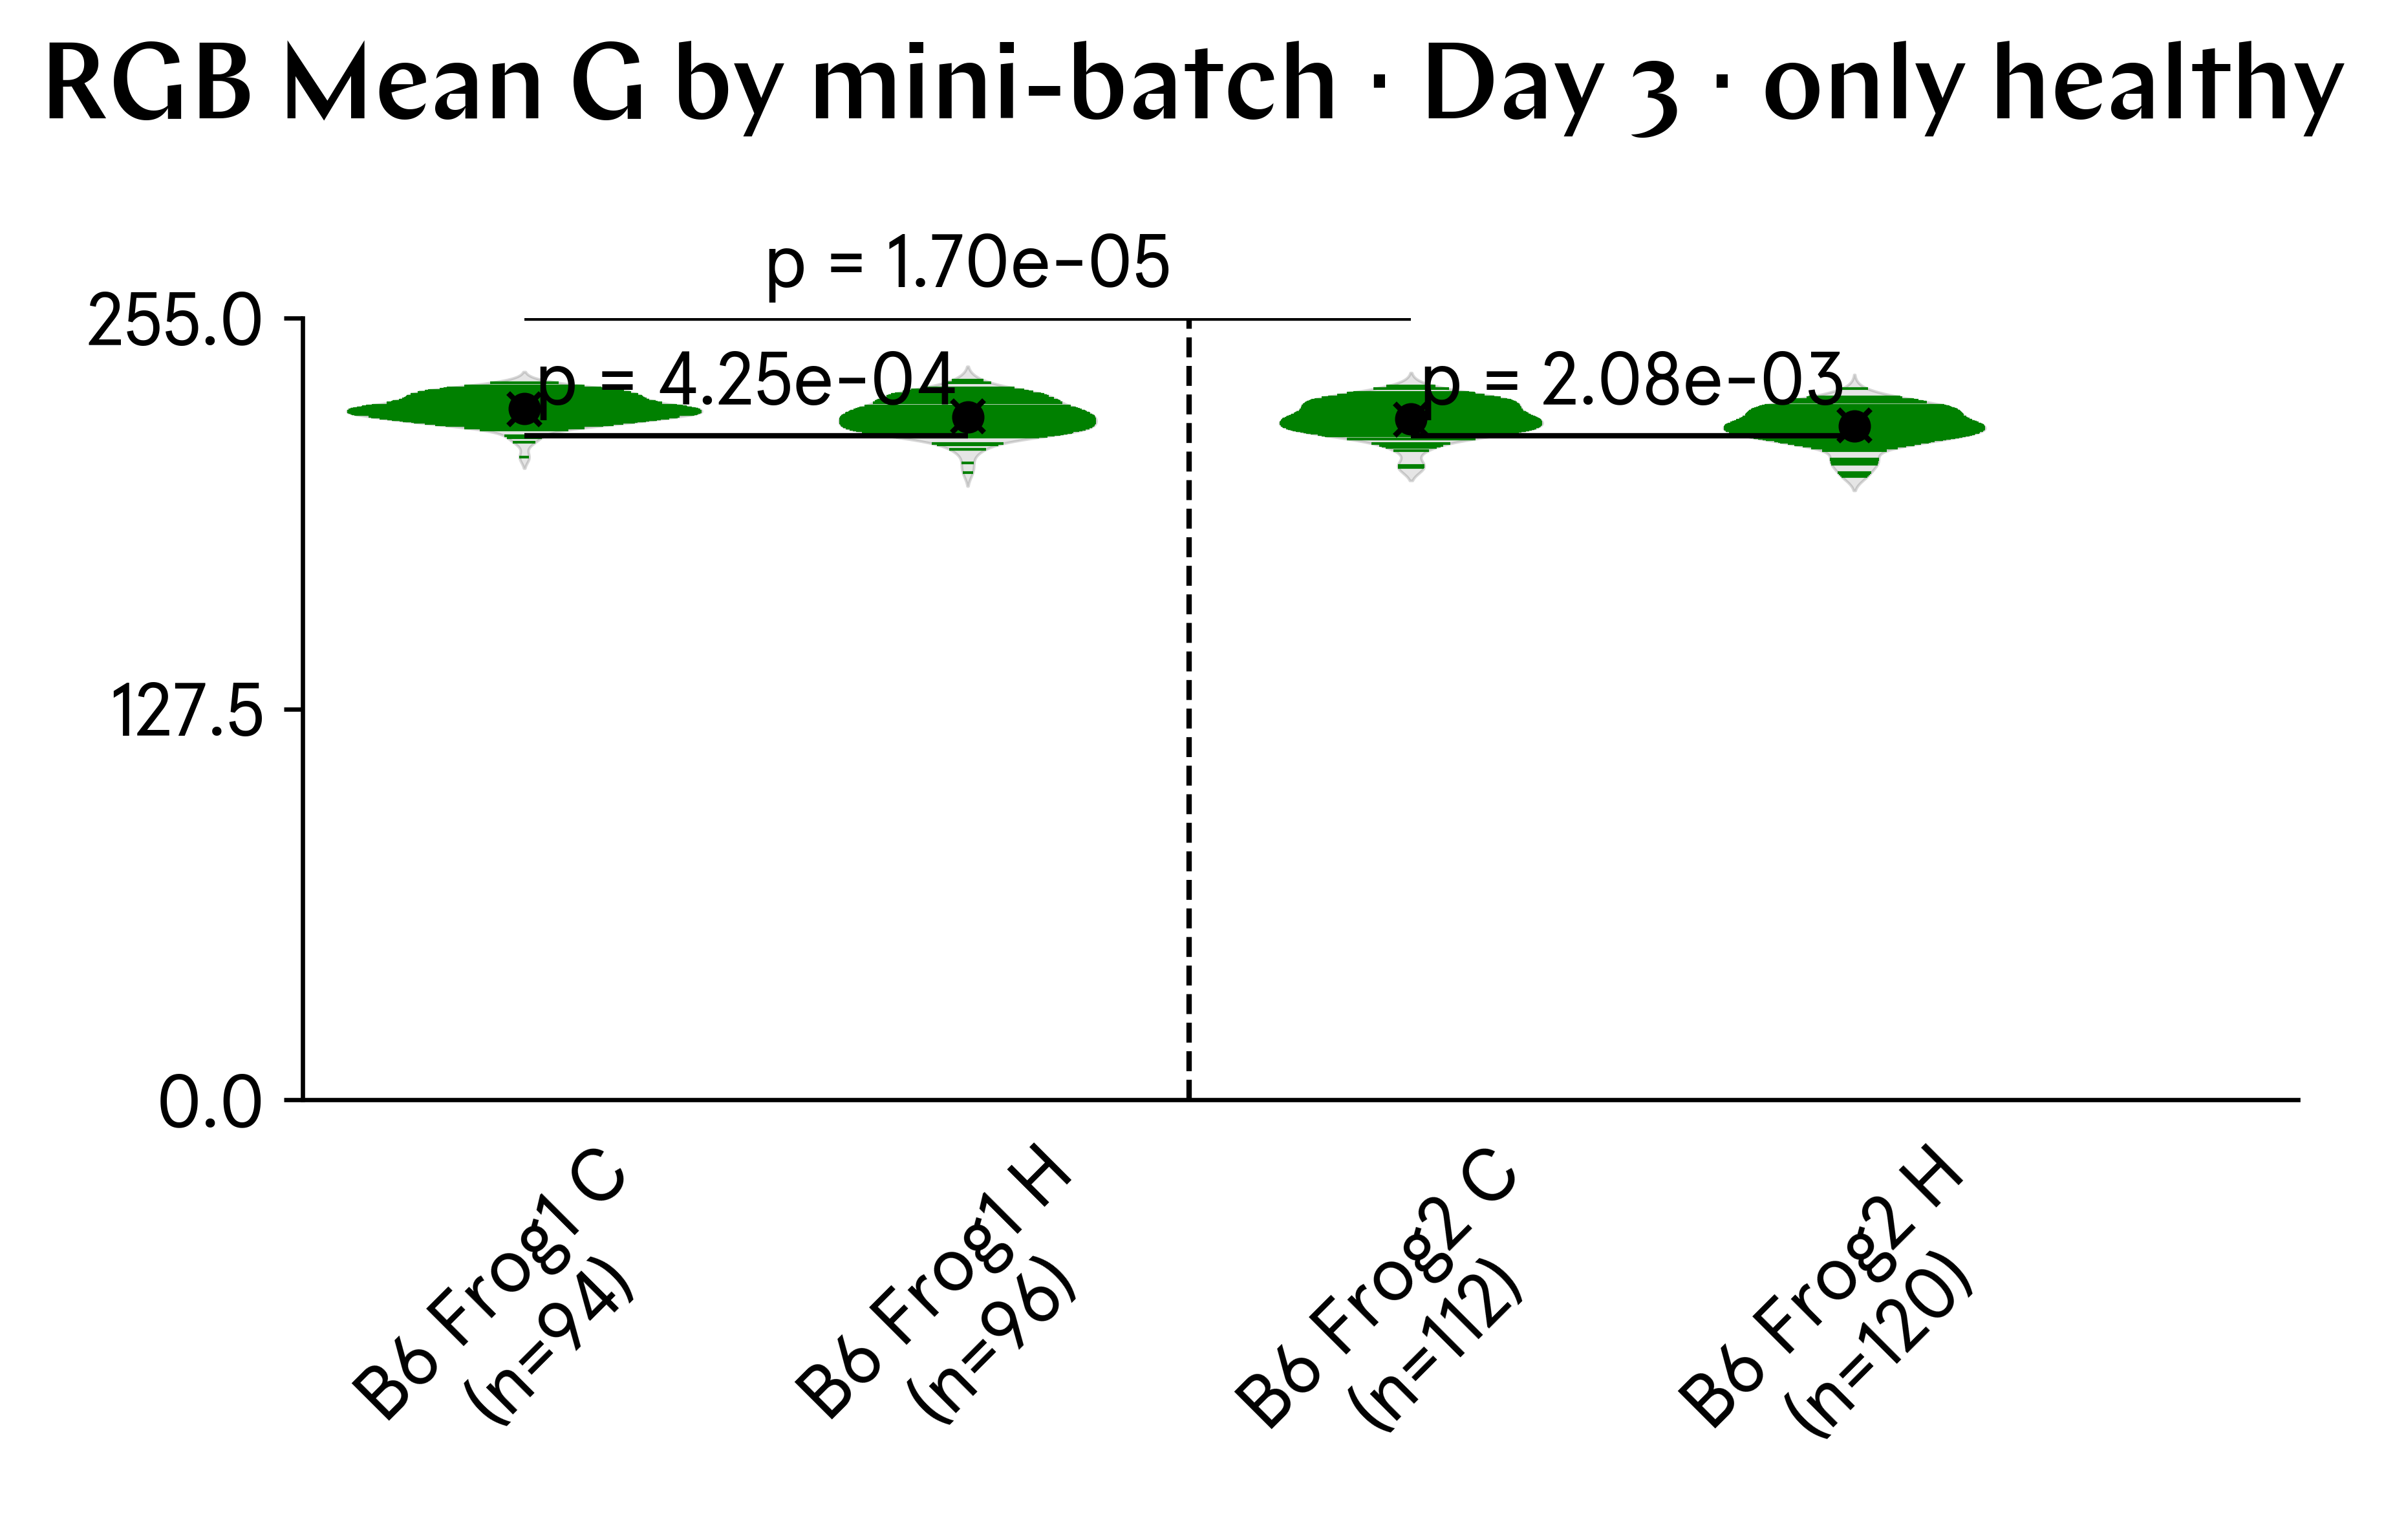 RGB Mean G by mini-batch · Day 3 · only healthy
p = 1.70e-05
255.0
p = 4.25e-04
p = 2.08e-03
127.5
0.0
B6 Frog1 C
(n=94)
B6 Frog1 H
(n=96)
B6 Frog2 C
(n=112)
B6 Frog2 H
(n=120)